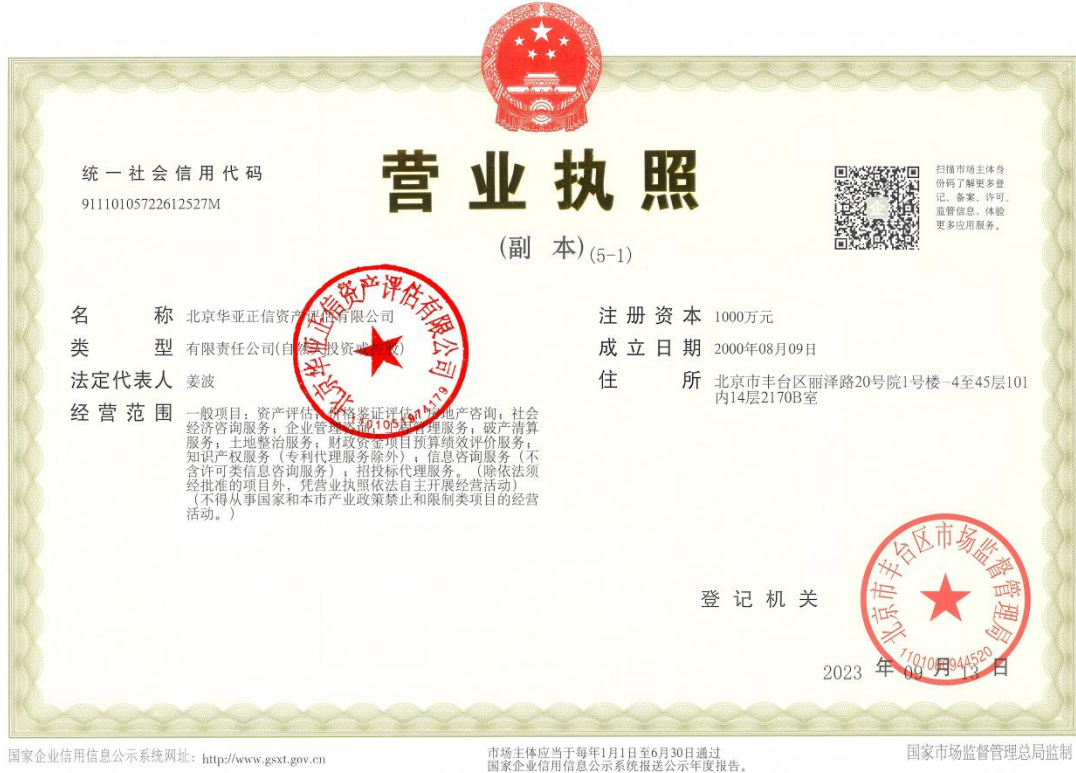 统一社会信用代码
91110105722612527M
营业执照
(副 本)(5-1)
扫描市场主体身
份码了解更多登
记、备案、许可、
监管信息，体验
更多应用服务。
名 称 北京华亚正信资产评估有限公司
类 型 有限责任公司(自然人投资或控股)
法定代表人 姜波
经营范围 一般项目：资产评估；价格鉴证评估；房地产咨询；社会
经济咨询服务；企业管理咨询；工程管理服务；破产清算
服务；土地整治服务；财政资金项目预算绩效评价服务；
知识产权服务（专利代理服务除外）；信息咨询服务（不
含许可类信息咨询服务）；招投标代理服务。（除依法须
经批准的项目外，凭营业执照依法自主开展经营活动）
（不得从事国家和本市产业政策禁止和限制类项目的经营
活动。）
注册资本 1000万元
成立日期 2000年08月09日
住 所 北京市丰台区丽泽路20号院1号楼-4至45层101
内14层2170B室
北京华亚正信资产评估有限公司
1101051974179
登记机关
北京市丰台区市场监督管理局
1101060944520
2023 年 09 月 13 日
国家企业信用信息公示系统网址：http://www.gsxt.gov.cn
市场主体应当于每年1月1日至6月30日通过
国家企业信用信息公示系统报送公示年度报告。
国家市场监督管理总局监制